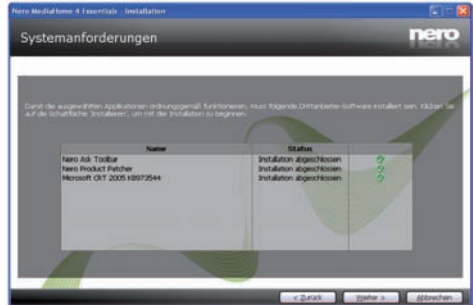 Nero MediaHome 4 Essentials - Installation
Systemanforderungen
nero
Damit die ausgewählten Applikationen ordnungsgemäß funktionieren, muss folgende Drittanbieter-Software installiert sein. Klicken Sie
auf die Schaltfläche 'Installieren', um mit der Installation zu beginnen.
Name Status
Nero Ask Toolbar Installation abgeschlossen
Nero Product Patcher Installation abgeschlossen
Microsoft CRT 2005 KB973544 Installation abgeschlossen
< Zurück Weiter > Abbrechen